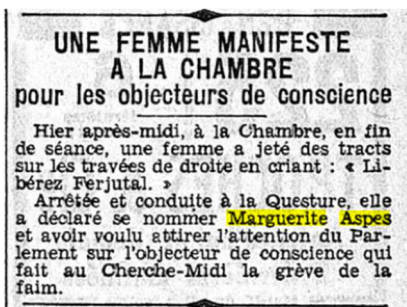 UNE FEMME MANIFESTE
A LA CHAMBRE
pour les objecteurs de conscience
Hier après-midi, à la Chambre, en fin
de séance, une femme a jeté des tracts
sur les travées de droite en criant : « Li-
bérez Ferjutal. »
Arrêtée et conduite à la Questure, elle
a déclaré se nommer Marguerite Aspes
et avoir voulu attirer l'attention du Par-
lement sur l'objecteur de conscience qui
fait au Cherche-Midi la grève de la
faim.